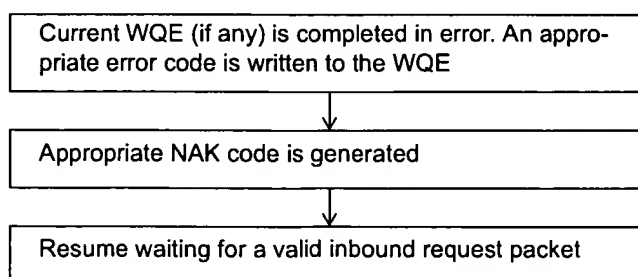 Current WQE (if any) is completed in error. An appro-
priate error code is written to the WQE
Appropriate NAK code is generated
Resume waiting for a valid inbound request packet